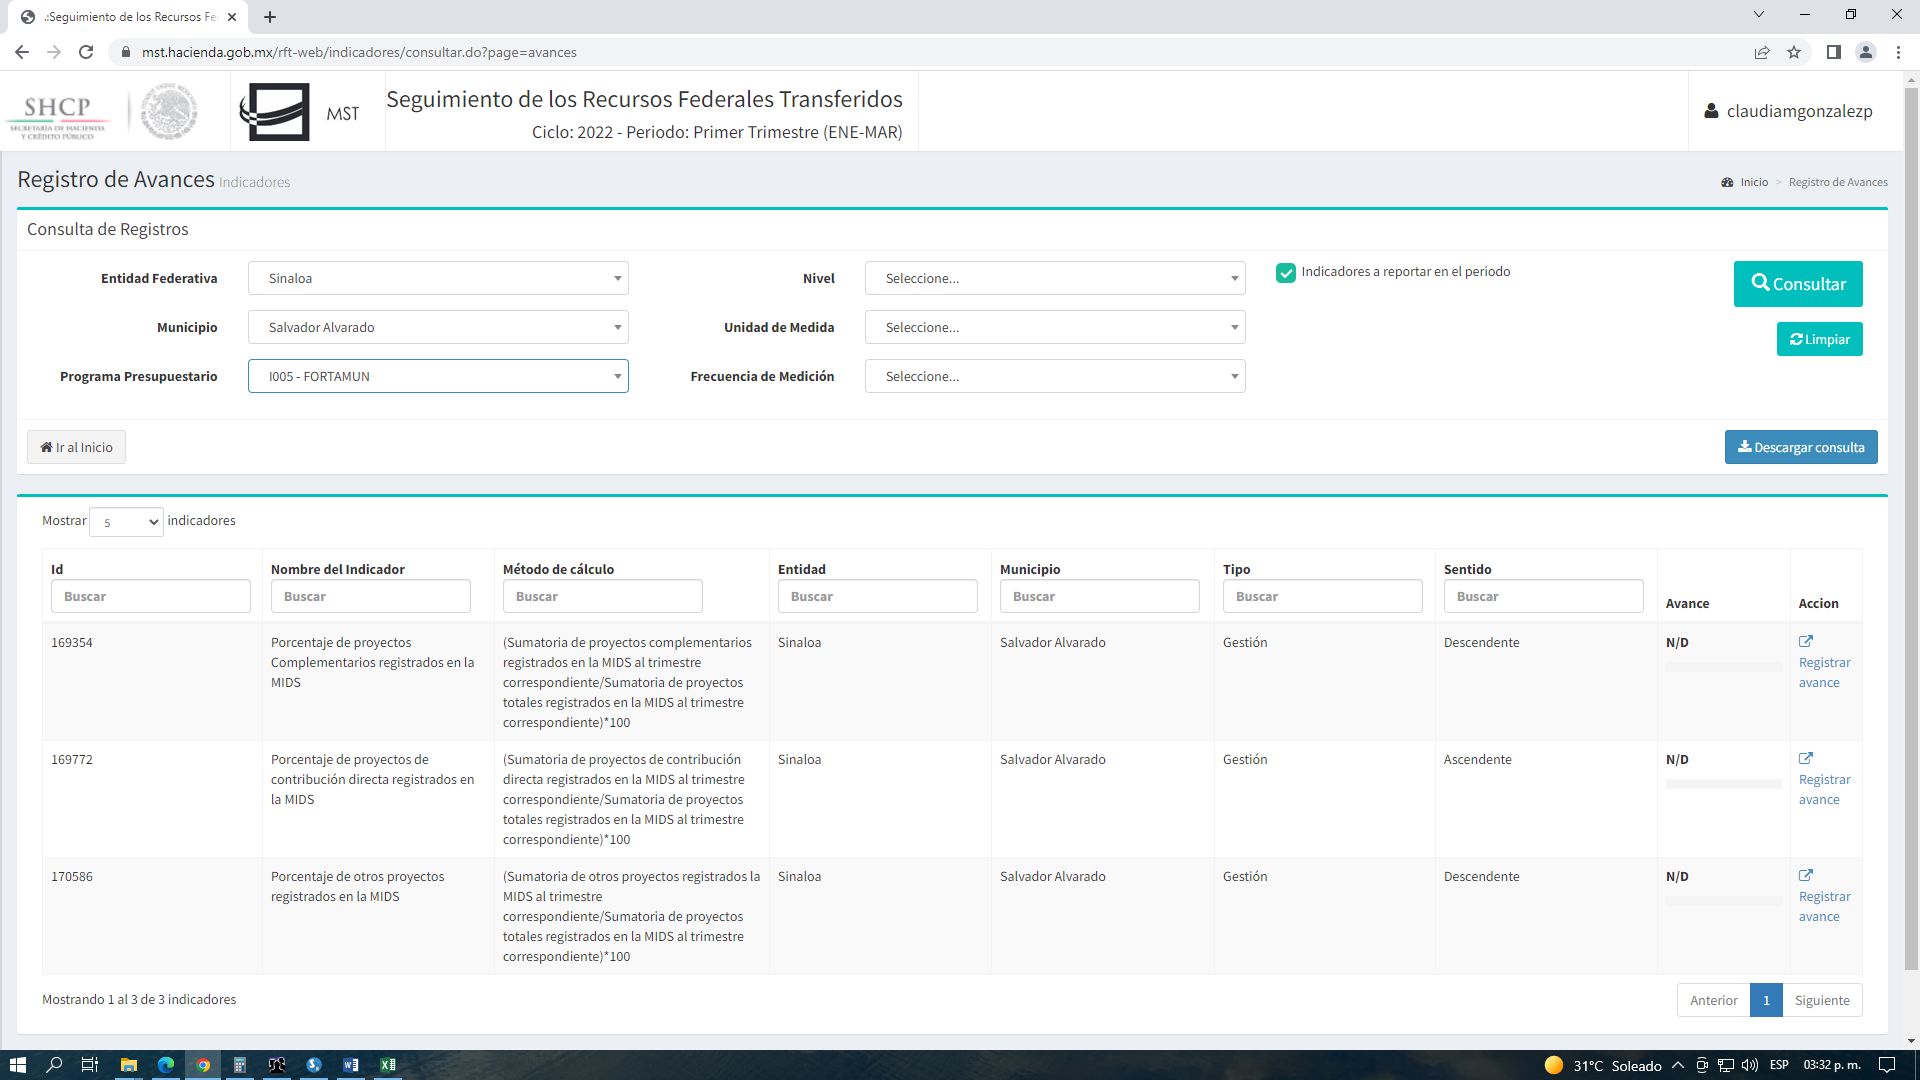 .:Seguimiento de los Recursos Fe
mst.hacienda.gob.mx/rft-web/indicadores/consultar.do?page=avances
SHCP
SECRETARÍA DE HACIENDA
Y CRÉDITO PÚBLICO
MST
Seguimiento de los Recursos Federales Transferidos
Ciclo: 2022 - Periodo: Primer Trimestre (ENE-MAR)
claudiamgonzalezp
Registro de Avances Indicadores
Inicio > Registro de Avances
Consulta de Registros
Entidad Federativa Sinaloa Nivel Seleccione... Indicadores a reportar en el periodo Consultar
Municipio Salvador Alvarado Unidad de Medida Seleccione... Limpiar
Programa Presupuestario I005 - FORTAMUN Frecuencia de Medición Seleccione...
Ir al Inicio Descargar consulta
Mostrar 5 indicadores
Id Nombre del Indicador Método de cálculo Entidad Municipio Tipo Sentido
Buscar Buscar Buscar Buscar Buscar Buscar Buscar Avance Accion
169354 Porcentaje de proyectos (Sumatoria de proyectos complementarios Sinaloa Salvador Alvarado Gestión Descendente N/D
Complementarios registrados en la registrados en la MIDS al trimestre Registrar
MIDS correspondiente/Sumatoria de proyectos avance
totales registrados en la MIDS al trimestre
correspondiente)*100
169772 Porcentaje de proyectos de (Sumatoria de proyectos de contribución Sinaloa Salvador Alvarado Gestión Ascendente N/D
contribución directa registrados en directa registrados en la MIDS al trimestre Registrar
la MIDS correspondiente/Sumatoria de proyectos avance
totales registrados en la MIDS al trimestre
correspondiente)*100
170586 Porcentaje de otros proyectos (Sumatoria de otros proyectos registrados la Sinaloa Salvador Alvarado Gestión Descendente N/D
registrados en la MIDS MIDS al trimestre Registrar
correspondiente/Sumatoria de proyectos avance
totales registrados en la MIDS al trimestre
correspondiente)*100
Mostrando 1 al 3 de 3 indicadores
Anterior 1 Siguiente
31°C Soleado ESP 03:32 p. m.